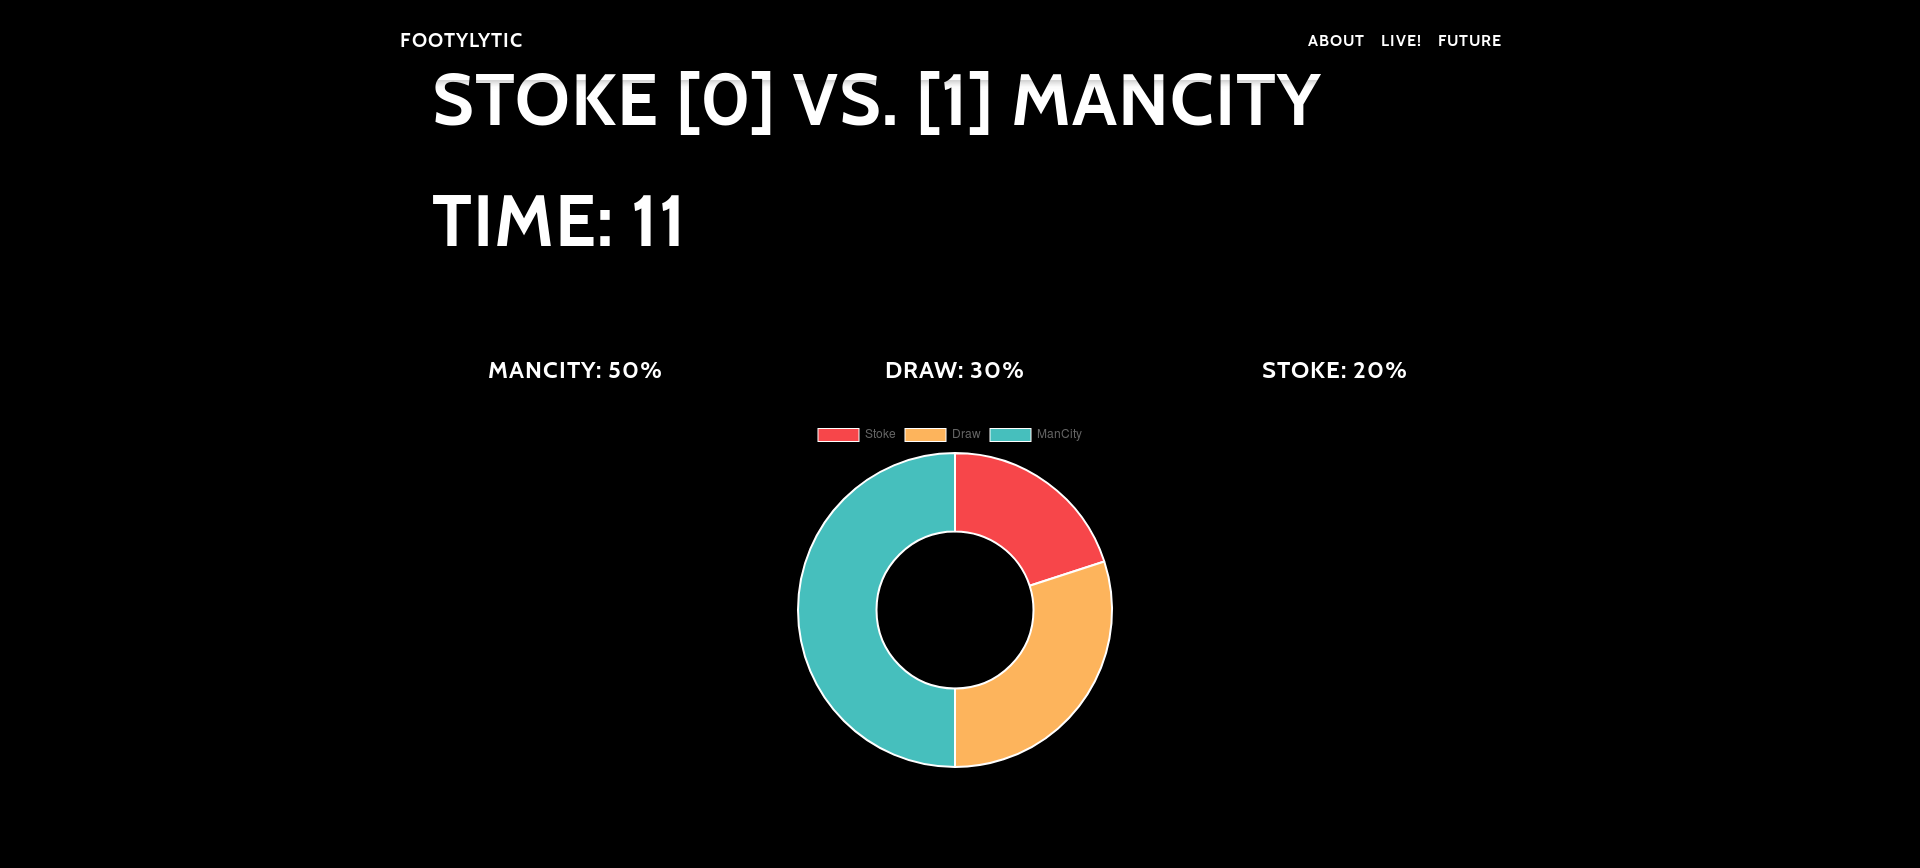 FOOTYLYTIC
ABOUT LIVE! FUTURE
STOKE [0] VS. [1] MANCITY
TIME: 11
MANCITY: 50% DRAW: 30% STOKE: 20%
Stoke Draw ManCity